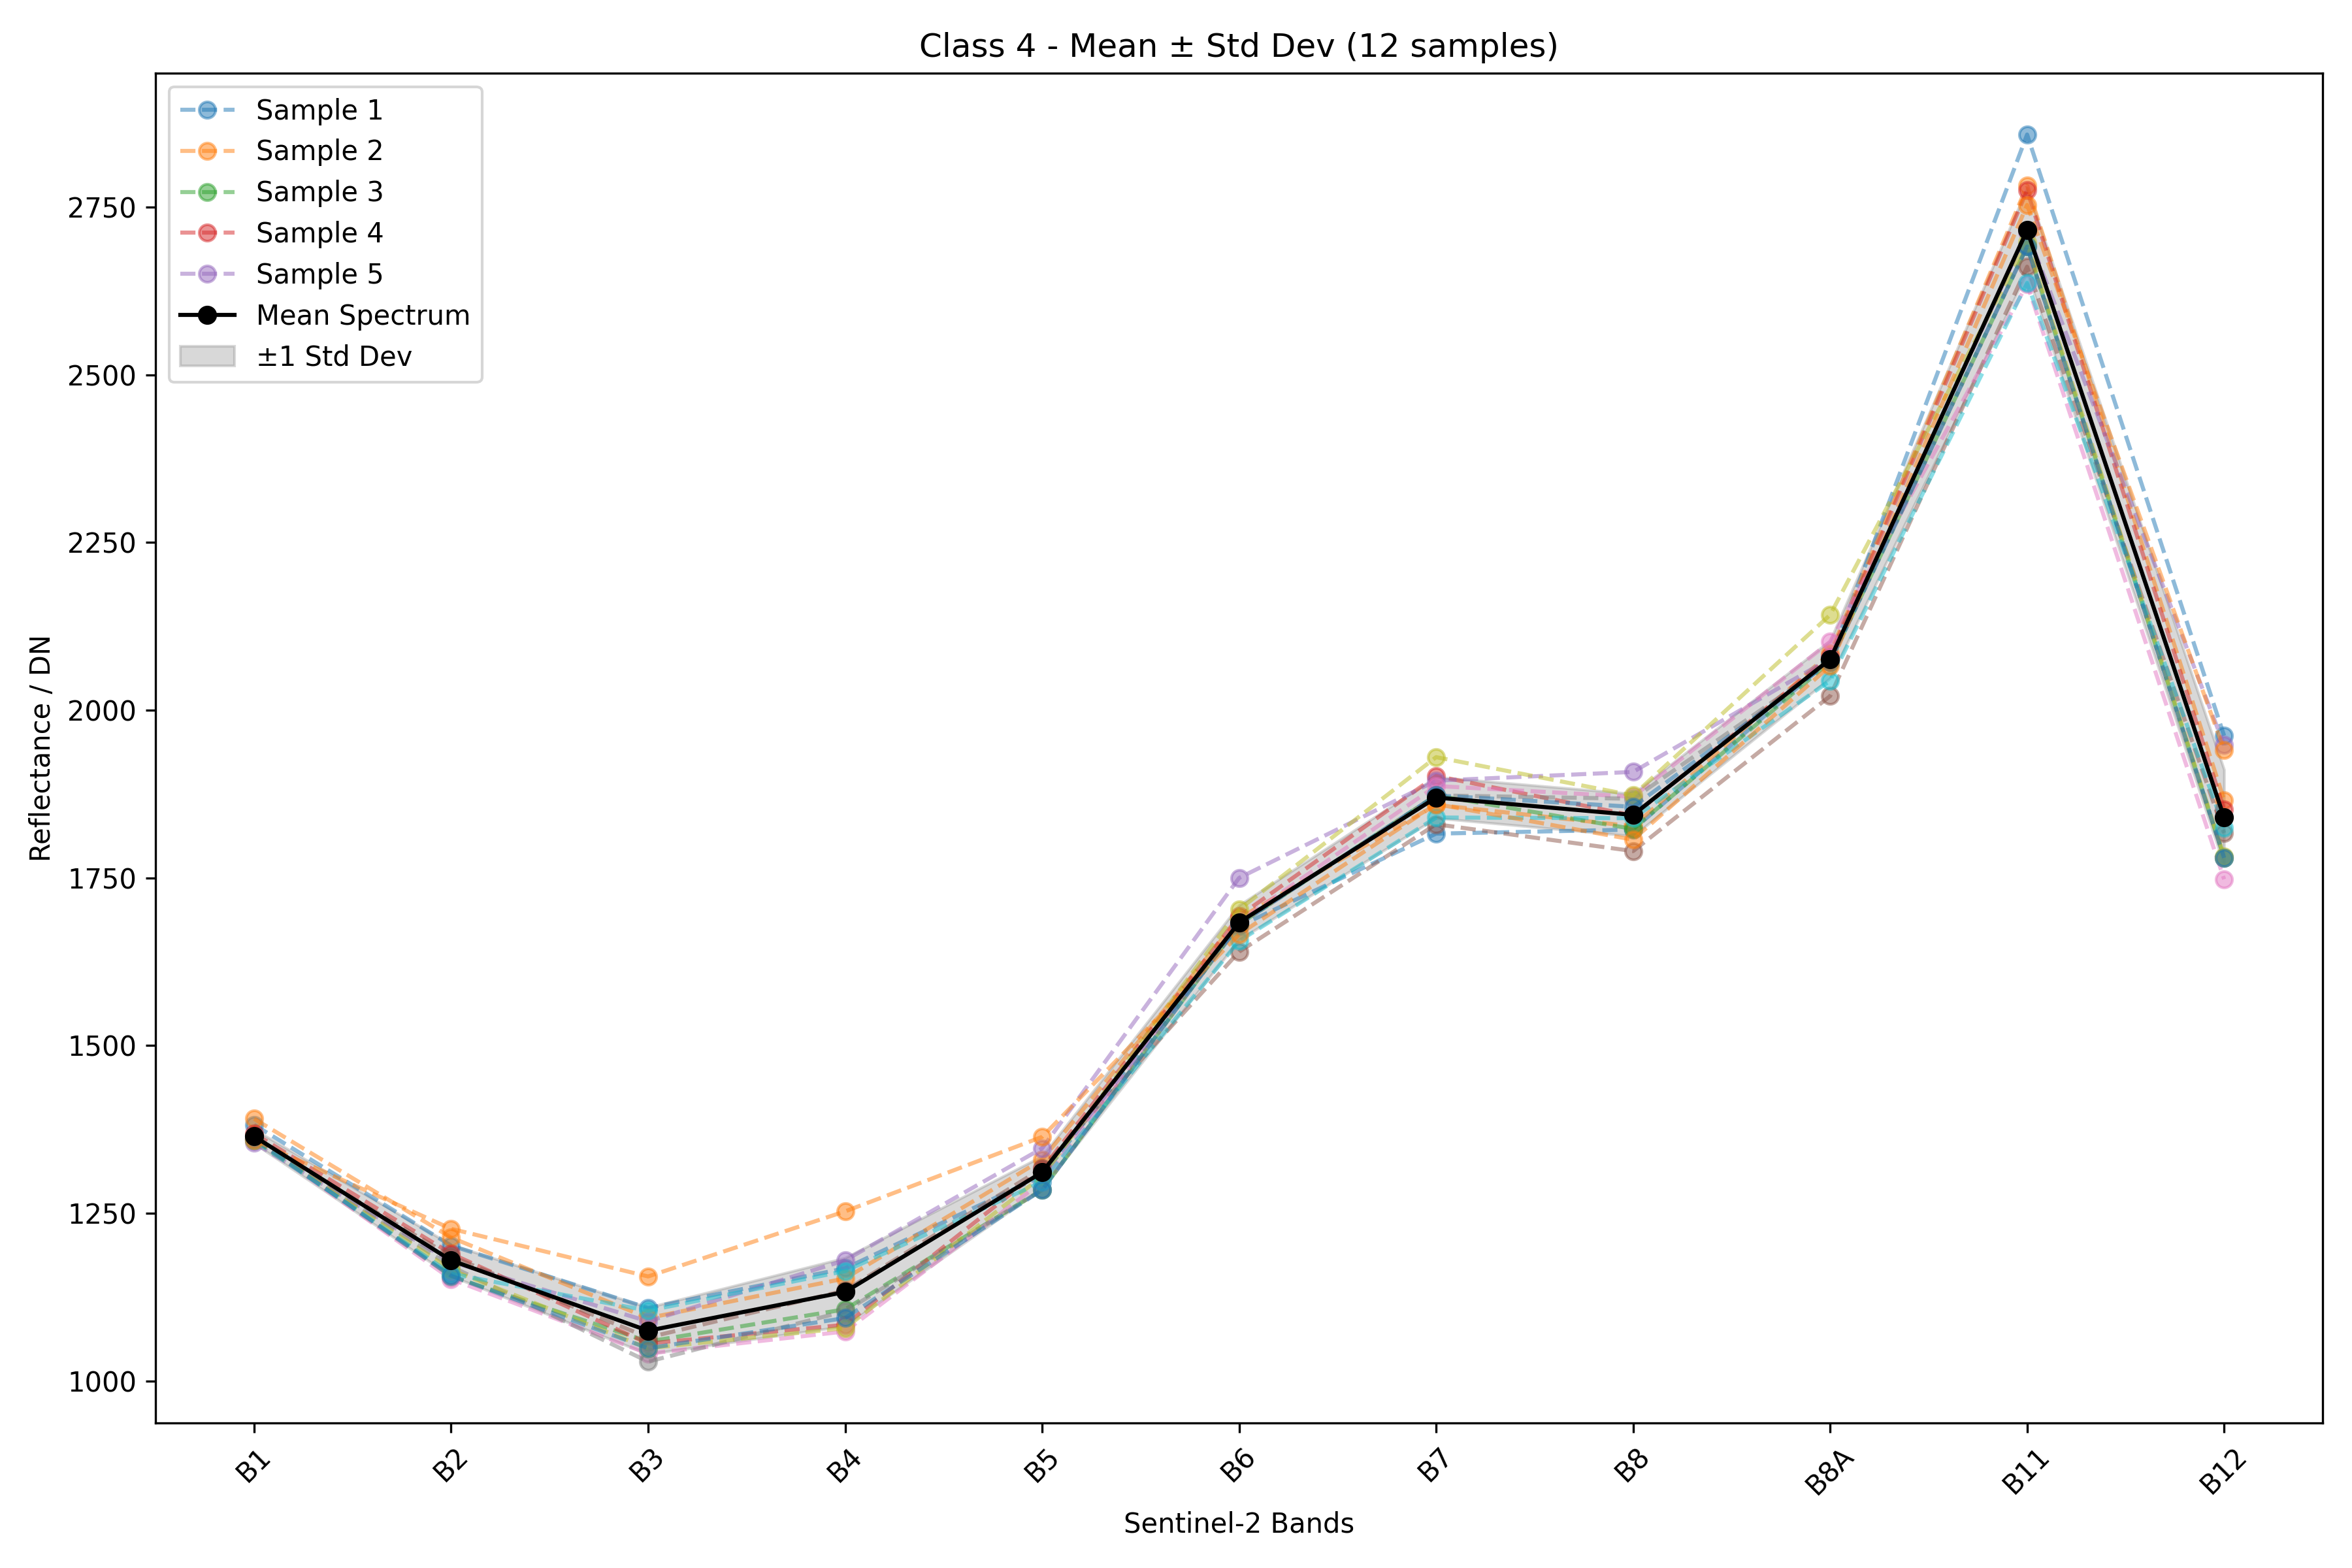 Class 4 - Mean ± Std Dev (12 samples)
Sample 1
Sample 2
Sample 3
Sample 4
Sample 5
Mean Spectrum
±1 Std Dev
2750
2500
2250
2000
1750
1500
1250
1000
Reflectance / DN
B1 B2 B3 B4 B5 B6 B7 B8 B8A B11 B12
Sentinel-2 Bands